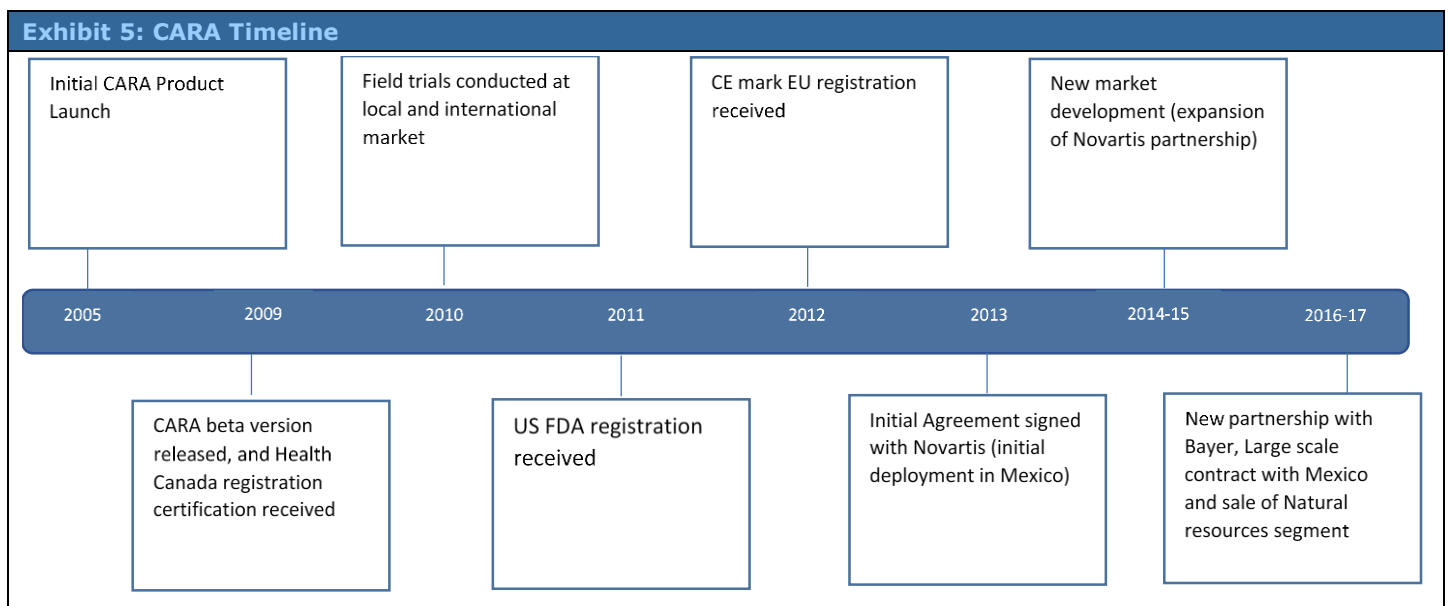 Exhibit 5: CARA Timeline
Initial CARA Product
Launch
Field trials conducted at
local and international
market
CE mark EU registration
received
New market
development (expansion
of Novartis partnership)
2005
2009
2010
2011
2012
2013
2014-15
2016-17
CARA beta version
released, and Health
Canada registration
certification received
US FDA registration
received
Initial Agreement signed
with Novartis (initial
deployment in Mexico)
New partnership with
Bayer, Large scale
contract with Mexico
and sale of Natural
resources segment